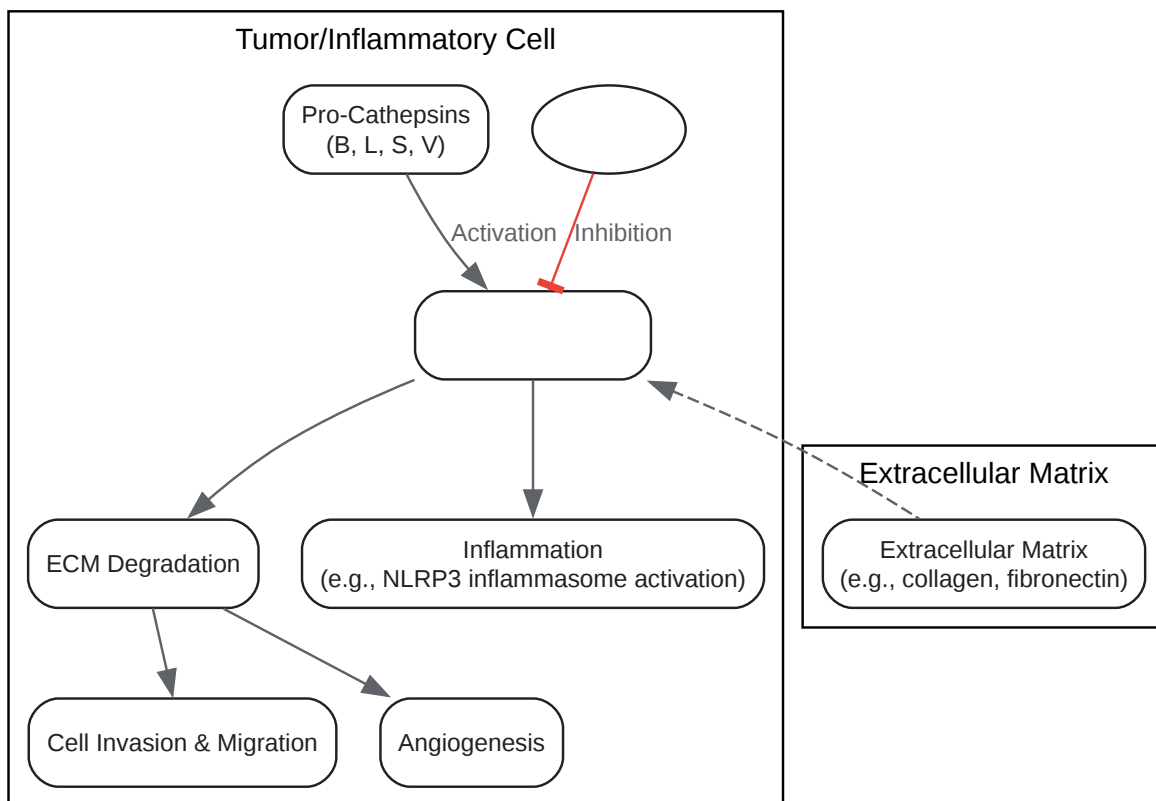 Tumor/Inflammatory Cell
Pro-Cathepsins
(B, L, S, V)
Activation
Inhibition
Extracellular Matrix
ECM Degradation
Inflammation
(e.g., NLRP3 inflammasome activation)
Extracellular Matrix
(e.g., collagen, fibronectin)
Cell Invasion & Migration
Angiogenesis